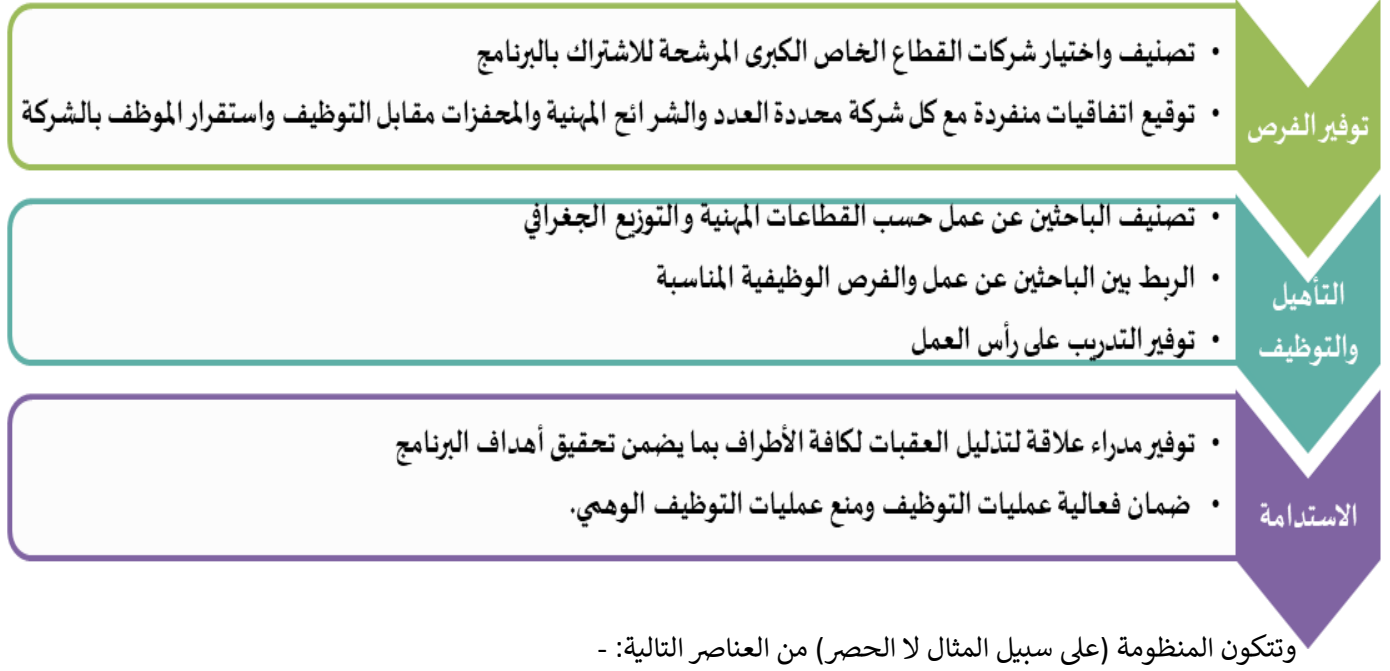 توفير الفرص
• تصنيف واختيار شركات القطاع الخاص الكبرى المرشحة للاشتراك بالبرنامج
• توقيع اتفاقيات منفردة مع كل شركة محددة العدد والشرائح المهنية والمحفزات مقابل التوظيف واستقرار الموظف بالشركة
التأهيل
والتوظيف
• تصنيف الباحثين عن عمل حسب القطاعات المهنية والتوزيع الجغرافي
• الربط بين الباحثين عن عمل والفرص الوظيفية المناسبة
• توفير التدريب على رأس العمل
الاستدامة
• توفير مدراء علاقة لتذليل العقبات لكافة الأطراف بما يضمن تحقيق أهداف البرنامج
• ضمان فعالية عمليات التوظيف ومنع عمليات التوظيف الوهمي.
وتتكون المنظومة (على سبيل المثال لا الحصر) من العناصر التالية: -